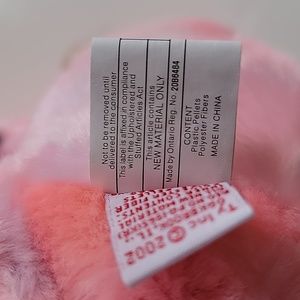 Not to be removed until
delivered to the consumer
This label is affixed in compliance
with the Upholstered and
Stuffed Articles Act
This article contains
NEW MATERIAL ONLY
Made by Ontario Reg. No. 20B6484
CONTENT
Plastic Pellets
Polyester Fibers
MADE IN CHINA
Ty Inc © 2002